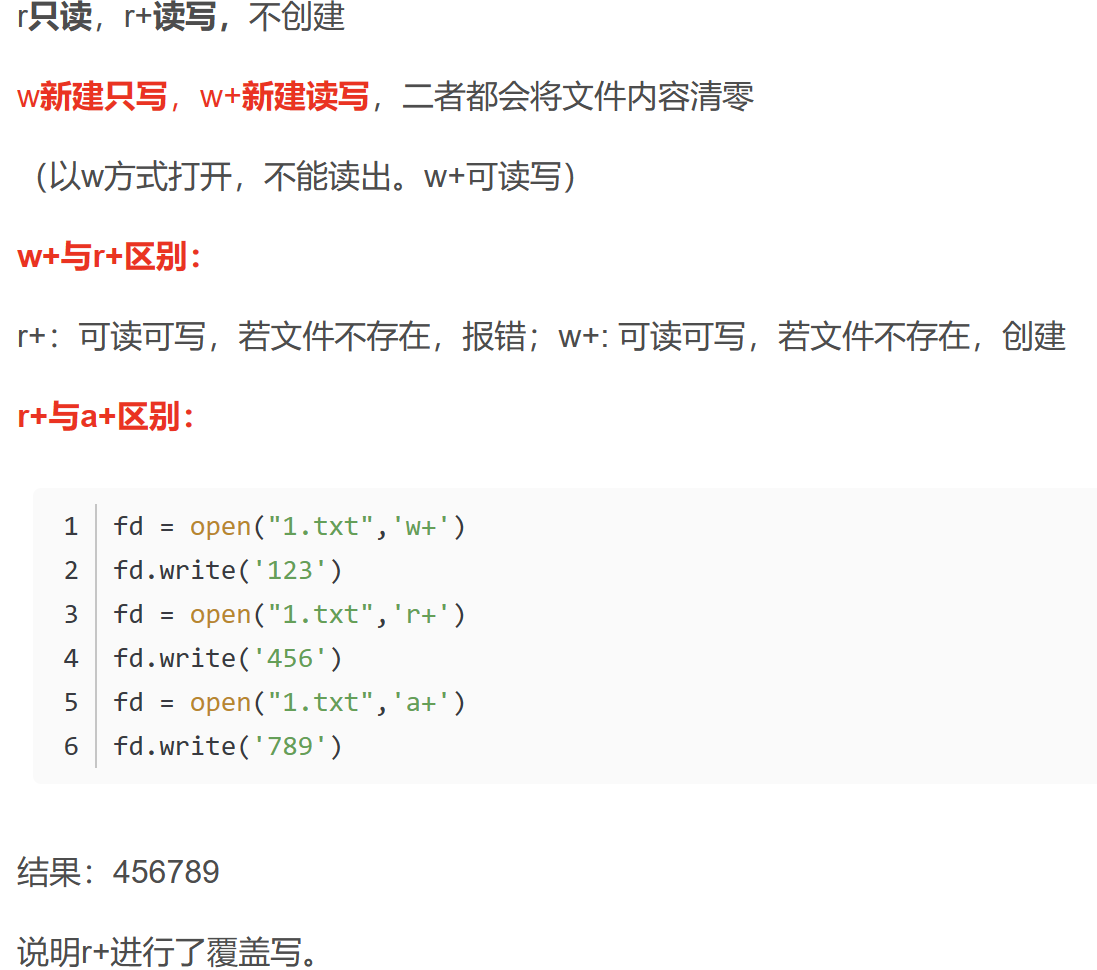 r只读，r+读写，不创建
w新建只写，w+新建读写，二者都会将文件内容清零
（以w方式打开，不能读出。w+可读写）
w+与r+区别：
r+：可读可写，若文件不存在，报错；w+: 可读可写，若文件不存在，创建
r+与a+区别：
1 fd = open("1.txt",'w+')
2 fd.write('123')
3 fd = open("1.txt",'r+')
4 fd.write('456')
5 fd = open("1.txt",'a+')
6 fd.write('789')
结果：456789
说明r+进行了覆盖写。